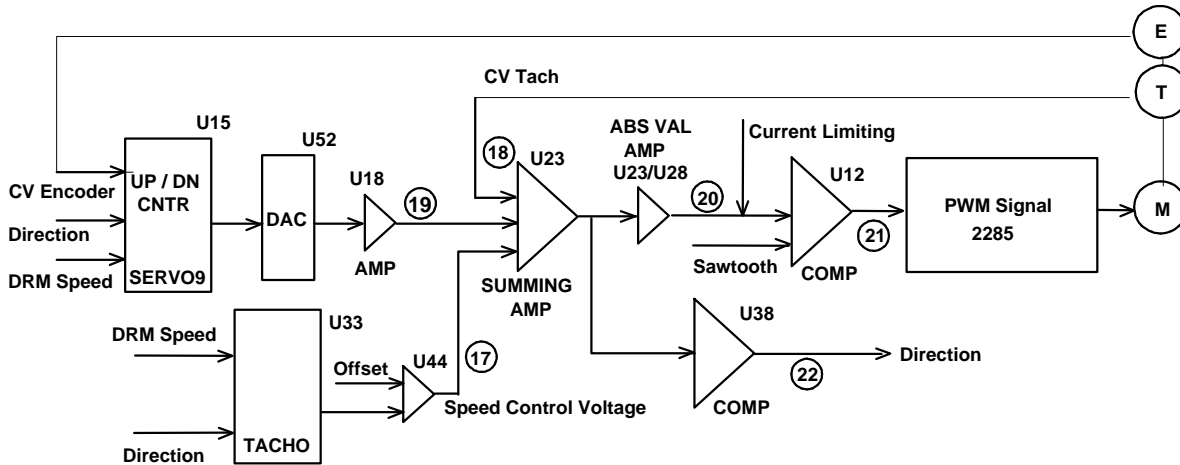 E
CV Tach
T
U15
ABS VAL
AMP
U23/U28
Current Limiting
U52
18
U23
U12
CV Encoder
UP / DN
CNTR
U18
19
20
PWM Signal
2285
M
DAC
21
Direction
Sawtooth
DRM Speed
SERVO9
AMP
SUMMING
AMP
COMP
U33
U38
DRM Speed
U44
17
Offset
Direction
22
Speed Control Voltage
COMP
Direction
TACHO